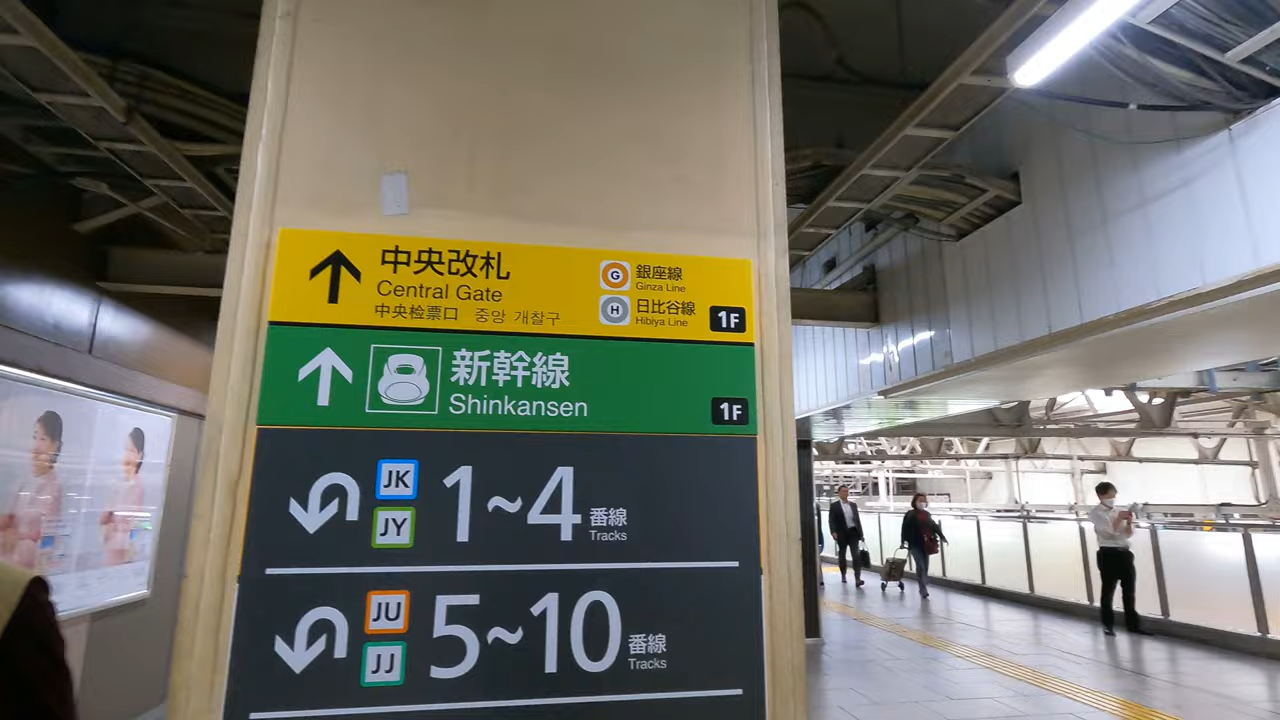 中央改札
Central Gate
中央检票口 중앙 개찰구
G 銀座線
Ginza Line
H 日比谷線
Hibiya Line
1F
新幹線
Shinkansen
1F
JK
JY
1~4 番線
Tracks
JU
JJ
5~10 番線
Tracks